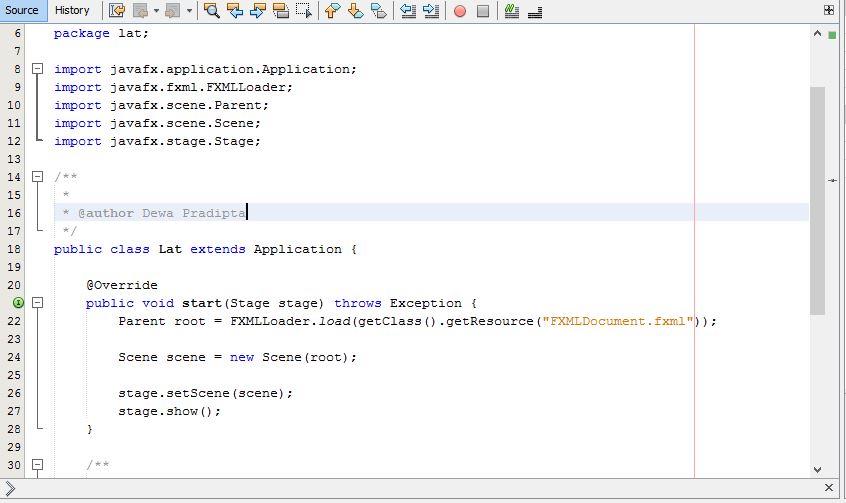 Source History
6 package lat;
7
8 import javafx.application.Application;
9 import javafx.fxml.FXMLLoader;
10 import javafx.scene.Parent;
11 import javafx.scene.Scene;
12 import javafx.stage.Stage;
13
14 /**
15 *
16 * @author Dewa Pradipta
17 */
18 public class Lat extends Application {
19
20 @Override
public void start(Stage stage) throws Exception {
22 Parent root = FXMLLoader.load(getClass().getResource("FXMLDocument.fxml"));
23
24 Scene scene = new Scene(root);
25
26 stage.setScene(scene);
27 stage.show();
28 }
29
30 /**